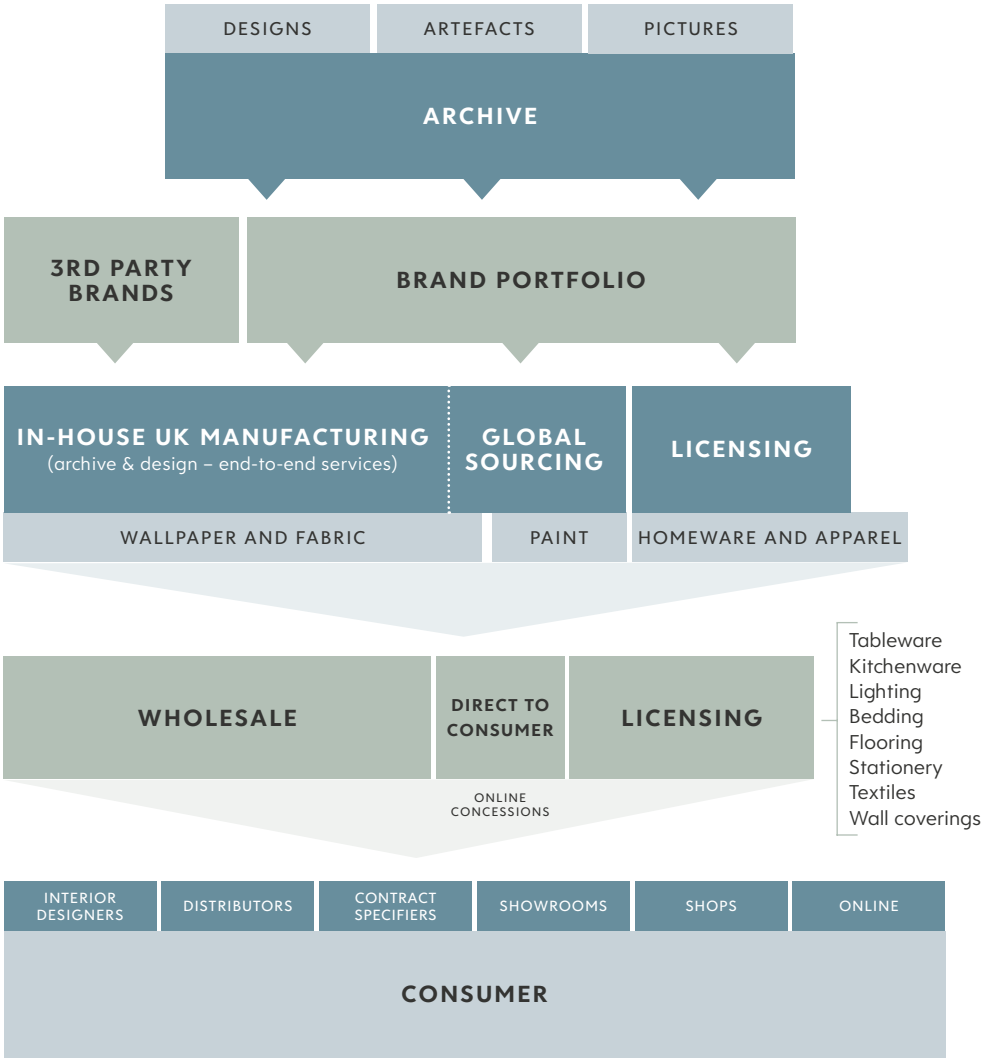 DESIGNS
ARTEFACTS
PICTURES
ARCHIVE
3RD PARTY
BRANDS
BRAND PORTFOLIO
IN-HOUSE UK MANUFACTURING
(archive & design – end-to-end services)
GLOBAL
SOURCING
LICENSING
WALLPAPER AND FABRIC
PAINT
HOMEWARE AND APPAREL
WHOLESALE
DIRECT TO
CONSUMER
LICENSING
Tableware
Kitchenware
Lighting
Bedding
Flooring
Stationery
Textiles
Wall coverings
ONLINE
CONCESSIONS
INTERIOR
DESIGNERS
DISTRIBUTORS
CONTRACT
SPECIFIERS
SHOWROOMS
SHOPS
ONLINE
CONSUMER